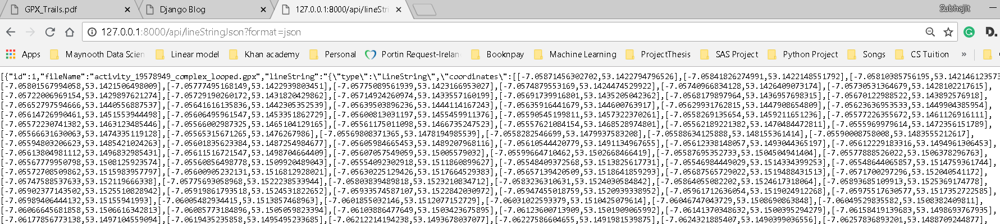 GPX_Trails.pdf
Django Blog
127.0.0.1:8000/api/lineStri
Subhajit
127.0.0.1:8000/api/lineStringJson?format=json
Apps Maynooth Data Scien Linear model Khan academy Personal Portin Request-Irelan Booknpay Machine Learning ProjectThesis SAS Project Python Project Songs CS Tuition »
[{"id":1,"fileName":"activity_19578949_complex_looped.gpx","lineString":"{\"type\":\"LineString\",\"coordinates\":[[-7.05871456302702,53.1422794796526],[-7.05841826274991,53.1422148551792],[-7.05810385756195,53.142146123573
[-7.05801567994058,53.1421506498009],[-7.05777495168149,53.1422939803451],[-7.05775089561939,53.1423166953027],[-7.0574879553169,53.1424474529922],[-7.05740966834128,53.1426409073174],[-7.05730531364679,53.1428102217615],
[-7.05722006969154,53.1429897621274],[-7.05729190260172,53.1431820429862],[-7.05714924260974,53.1433557160199],[-7.05691739916801,53.1435205042362],[-7.0568179897964,53.1436957698315],[-7.05670122988522,53.143892576918],
[-7.05652797594666,53.1440556887537],[-7.05641616135836,53.1442305352539],[-7.05639503896236,53.1444114167243],[-7.05635916441679,53.144600763917],[-7.05629931762815,53.1447908654809],[-7.05623636953533,53.1449904385954],
[-7.05614726990461,53.1451553944498],[-7.05606495961547,53.1453351862729],[-7.05600813031197,53.1455459911376],[-7.05590545199811,53.1457322370261],[-7.0558269135654,53.1459211651236],[-7.05577226355672,53.1461126916111],
[-7.05572230741382,53.1463123485446],[-7.05566002987325,53.1465104129165],[-7.05561175011098,53.1466735247523],[-7.05557621084154,53.1468528974801],[-7.05562189221382,53.1470484472811],[-7.0555969979614,53.1472356151789],
[-7.05566631630063,53.1474335119128],[-7.05565315671265,53.1476267986],[-7.05569808371365,53.1478194985539],[-7.0558282546699,53.1479937583208],[-7.05588634125888,53.148155361414],[-7.05590008758008,53.1483555212617],
[-7.05594803206623,53.1485421024263],[-7.05601835623384,53.1487254984677],[-7.05605984665453,53.1489207968116],[-7.05610544420779,53.1491134967655],[-7.05612338148057,53.1493044365197],[-7.05612229183316,53.1494961306453],
[-7.05613804981112,53.1496832985431],[-7.05611516721547,53.1498704664409],[-7.05607057549059,53.15005579032],[-7.05599664710462,53.1502668466419],[-7.05587695352733,53.1504504941404],[-7.05577888526022,53.1506378296763],
[-7.05567779950798,53.1508125923574],[-7.05560856498778,53.1509920489043],[-7.05554092302918,53.1511860899627],[-7.05548409372568,53.1513825617731],[-7.05546984449029,53.1514334399253],[-7.05548644065857,53.1514759361744],
[-7.05572708509862,53.1515983957797],[-7.05600905232131,53.1516812928021],[-7.05630225129426,53.1517664529383],[-7.05657139420509,53.1518641859293],[-7.05687565729022,53.1519488431513],[-7.0571700297296,53.152040541172],
[-7.05747588537633,53.152119666338],[-7.05775693058968,53.1522238533944],[-7.05803839489818,53.1523210834712],[-7.0583236310631,53.1524030584842],[-7.05864055082202,53.1524617318064],[-7.05893685109913,53.1525369174778],
[-7.05902377143502,53.1525510828942],[-7.05919861793518,53.1524531822652],[-7.05933574587107,53.1522842030972],[-7.05947455018759,53.1520939338952],[-7.05961712636054,53.1519024912268],[-7.05975517630577,53.1517352722585],
[-7.05989406444132,53.15155941993],[-7.06005482934415,53.1513857468963],[-7.0601855032146,53.1512077152729],[-7.06031022593379,53.1510425079614],[-7.06046747043729,53.1508690863848],[-7.06049529835582,53.1508382409811],
[-7.06066645681858,53.1506616342813],[-7.06085773184896,53.1505059823394],[-7.06103886477649,53.1503423675895],[-7.06123600713909,53.1501909065992],[-7.06141370348632,53.1500395294279],[-7.06158419139683,53.1498693767935],
[-7.06177856773138,53.1497104559094],[-7.0619435235858,53.1495495233685],[-7.06212214194238,53.1493678037077],[-7.06227586604655,53.1491981539875],[-7.0624321885407,53.1490399036556],[-7.06257836893201,53.1488709244877],